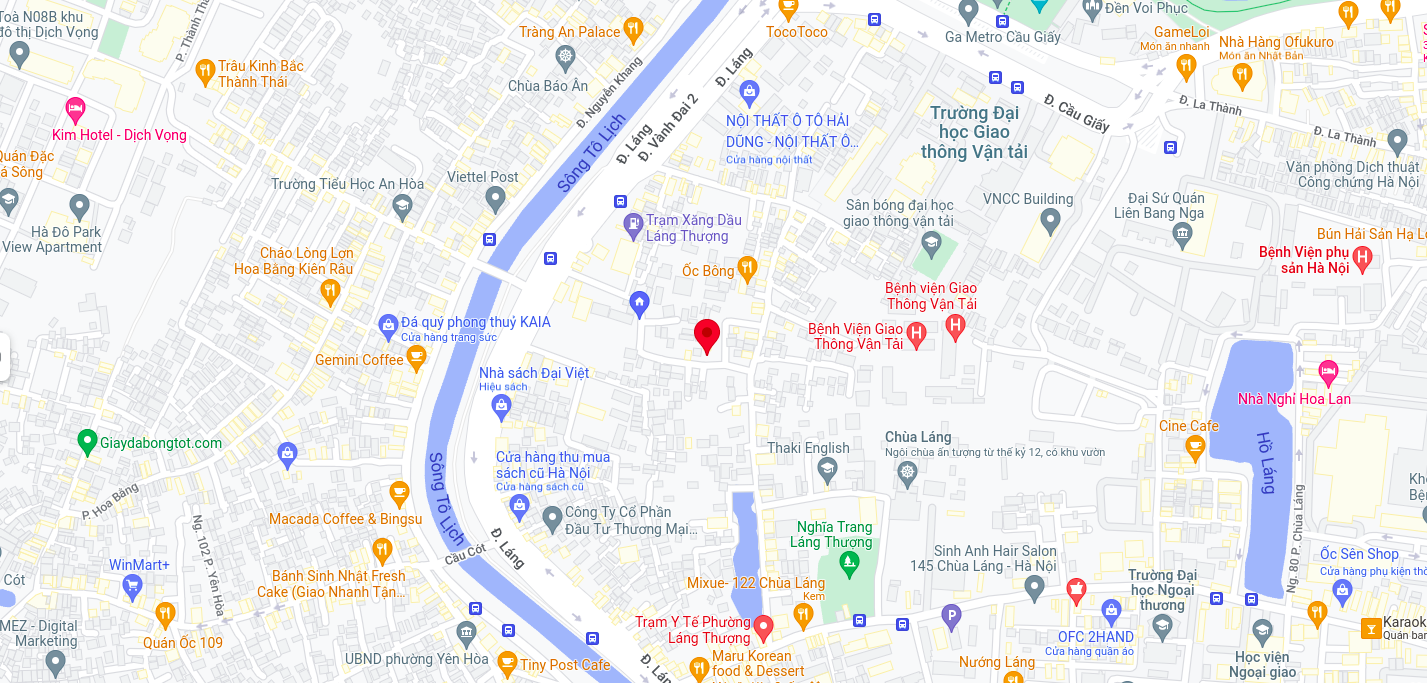 Toà N08B khu
đô thị Dịch Vọng
P. Thành Thái
Tràng An Palace
TocoToco
Ga Metro Cầu Giấy
Đền Voi Phục
GameLoi
Món ăn nhanh
Nhà Hàng Ofukuro
Món ăn Nhật Bản
Trâu Kinh Bắc
Thành Thái
Chùa Báo Ân
Đ. Nguyễn Khang
Đ. Láng
Kim Hotel - Dịch Vọng
Sông Tô Lịch
Đ. Láng
Đ. Vành Đai 2
NỘI THẤT Ô TÔ HẢI
DŨNG - NỘI THẤT Ô...
Cửa hàng nội thất
Trường Đại
học Giao
thông Vận tải
Đ. Cầu Giấy
Đ. La Thành
Đ. La Thành
Văn phòng Dịch thuật
Công chứng Hà Nội
Quán Đặc
á Sông
Trường Tiểu Học An Hòa
Viettel Post
Hà Đô Park
View Apartment
Trạm Xăng Dầu
Láng Thượng
Sân bóng đại học
giao thông vận tải
VNCC Building
Đại Sứ Quán
Liên Bang Nga
Bún Hải Sản Hạ Lo
Bệnh Viện phụ
sản Hà Nội
Cháo Lòng Lợn
Hoa Bằng Kiên Râu
Ốc Bông
Bệnh viện Giao
Thông Vận Tải
Đá quý phong thuỷ KAIA
Cửa hàng trang sức
Bệnh Viện Giao
Thông Vận Tải
Gemini Coffee
Nhà sách Đại Việt
Hiệu sách
Nhà Nghỉ Hoa Lan
Giaydabongtot.com
Cine Cafe
Thaki English
Chùa Láng
Ngôi chùa ấn tượng từ thế kỷ 12, có khu vườn
Hồ Láng
Cửa hàng thu mua
sách cũ Hà Nội
Cửa hàng sách cũ
Sông Tô Lịch
P. Hoa Bằng
Macada Coffee & Bingsu
Công Ty Cổ Phần
Đầu Tư Thương Mại...
Ng. 102 P. Yên Hòa
Đ. Láng
Cầu Cót
Nghĩa Trang
Láng Thượng
Khô
Bện
Ng. 80 P. Chùa Láng
Cót
WinMart+
Bánh Sinh Nhật Fresh
Cake (Giao Nhanh Tận...
Mixue- 122 Chùa Láng
Kem
Sinh Anh Hair Salon
145 Chùa Láng - Hà Nội
Ốc Sên Shop
Cửa hàng phụ kiện thờ
Trường Đại
học Ngoại
thương
MEZ - Digital
Marketing
Quán Ốc 109
UBND phường Yên Hòa
Tiny Post Cafe
Trạm Y Tế Phường
Láng Thượng
Maru Korean
food & Dessert
Đ. Lá
P
OFC 2HAND
Cửa hàng quần áo
Nướng Láng
Học viện
Ngoại giao
Karaok
Quán bar